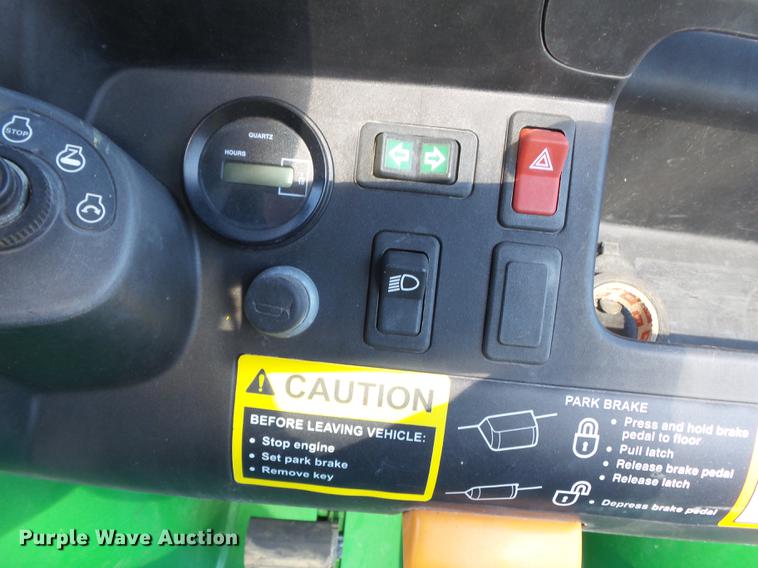 STOP
QUARTZ
HOURS
CAUTION
BEFORE LEAVING VEHICLE:
• Stop engine
• Set park brake
• Remove key
PARK BRAKE
• Press and hold brake
pedal to floor
• Pull latch
• Release brake pedal
• Release latch
• Depress brake pedal
Purple Wave Auction